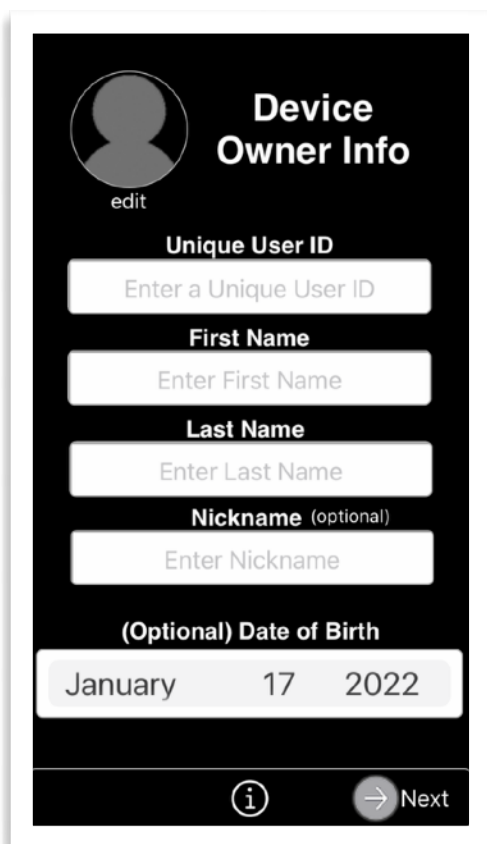 Device
Owner Info
edit
Unique User ID
Enter a Unique User ID
First Name
Enter First Name
Last Name
Enter Last Name
Nickname (optional)
Enter Nickname
(Optional) Date of Birth
January 17 2022
i Next